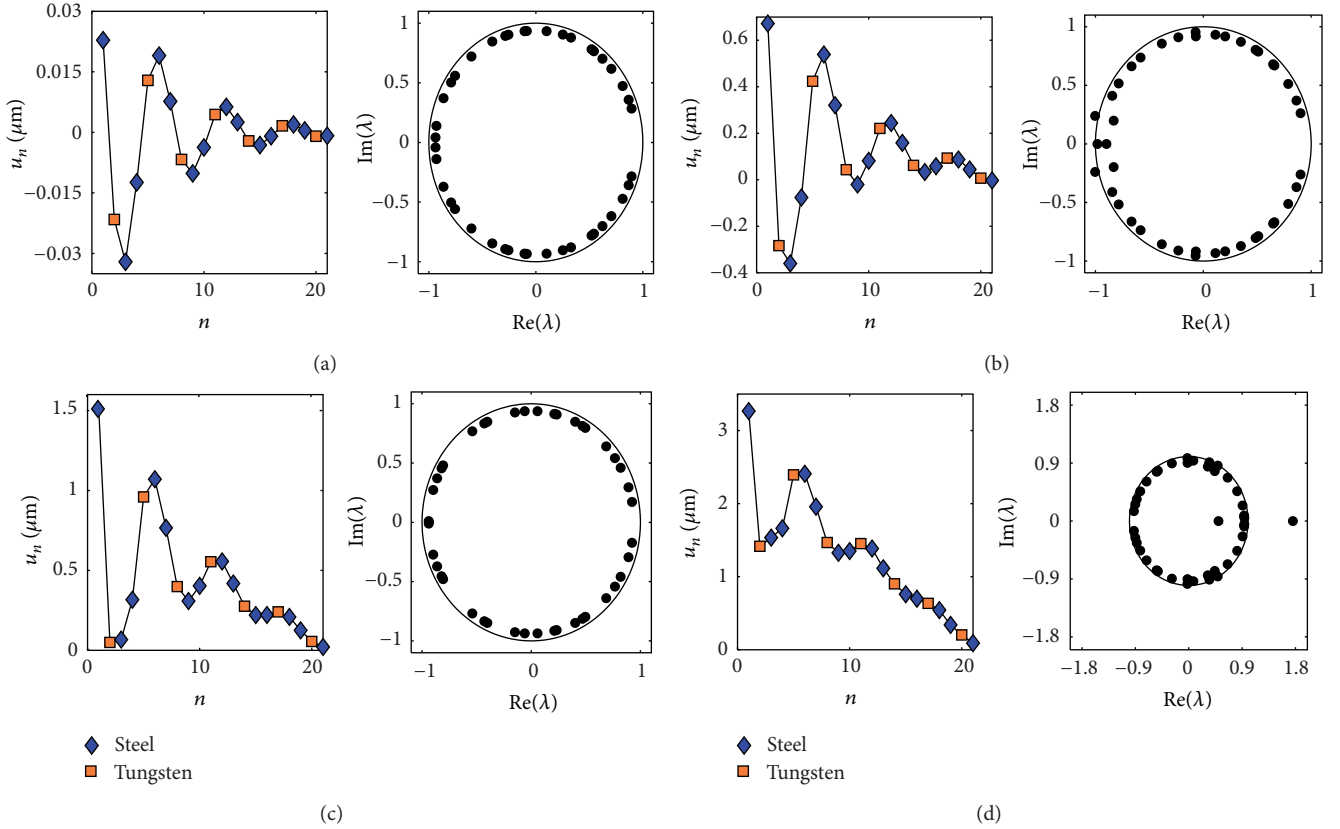 0.03
0.015
0
−0.015
−0.03
u_n (μm)
0 10 20
n
1
0.5
0
−0.5
−1
Im(λ)
−1 0 1
Re(λ)
(a)
0.6
0.4
0.2
0
−0.2
−0.4
u_n (μm)
0 10 20
n
1
0.5
0
−0.5
−1
Im(λ)
−1 0 1
Re(λ)
(b)
1.5
1
0.5
0
u_n (μm)
0 10 20
n
1
0.5
0
−0.5
−1
Im(λ)
−1 0 1
Re(λ)
Steel
Tungsten
(c)
3
2
1
0
u_n (μm)
0 10 20
n
1.8
0.9
0
−0.9
−1.8
Im(λ)
−1.8 −0.9 0 0.9 1.8
Re(λ)
Steel
Tungsten
(d)